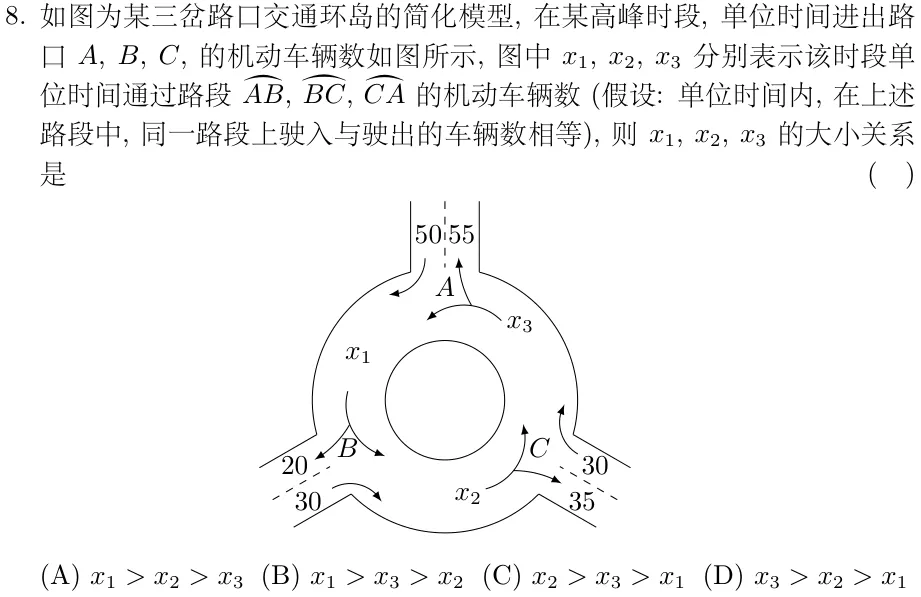 8. 如图为某三岔路口交通环岛的简化模型, 在某高峰时段, 单位时间进出路
口 A, B, C, 的机动车辆数如图所示, 图中 x₁, x₂, x₃ 分别表示该时段单
位时间通过路段 A͡B, B͡C, C͡A 的机动车辆数 (假设: 单位时间内, 在上述
路段中, 同一路段上驶入与驶出的车辆数相等), 则 x₁, x₂, x₃ 的大小关系
是 ( )
50 55
A
x₃
x₁
B C
20 30
x₂
30 35
(A) x₁ > x₂ > x₃ (B) x₁ > x₃ > x₂ (C) x₂ > x₃ > x₁ (D) x₃ > x₂ > x₁